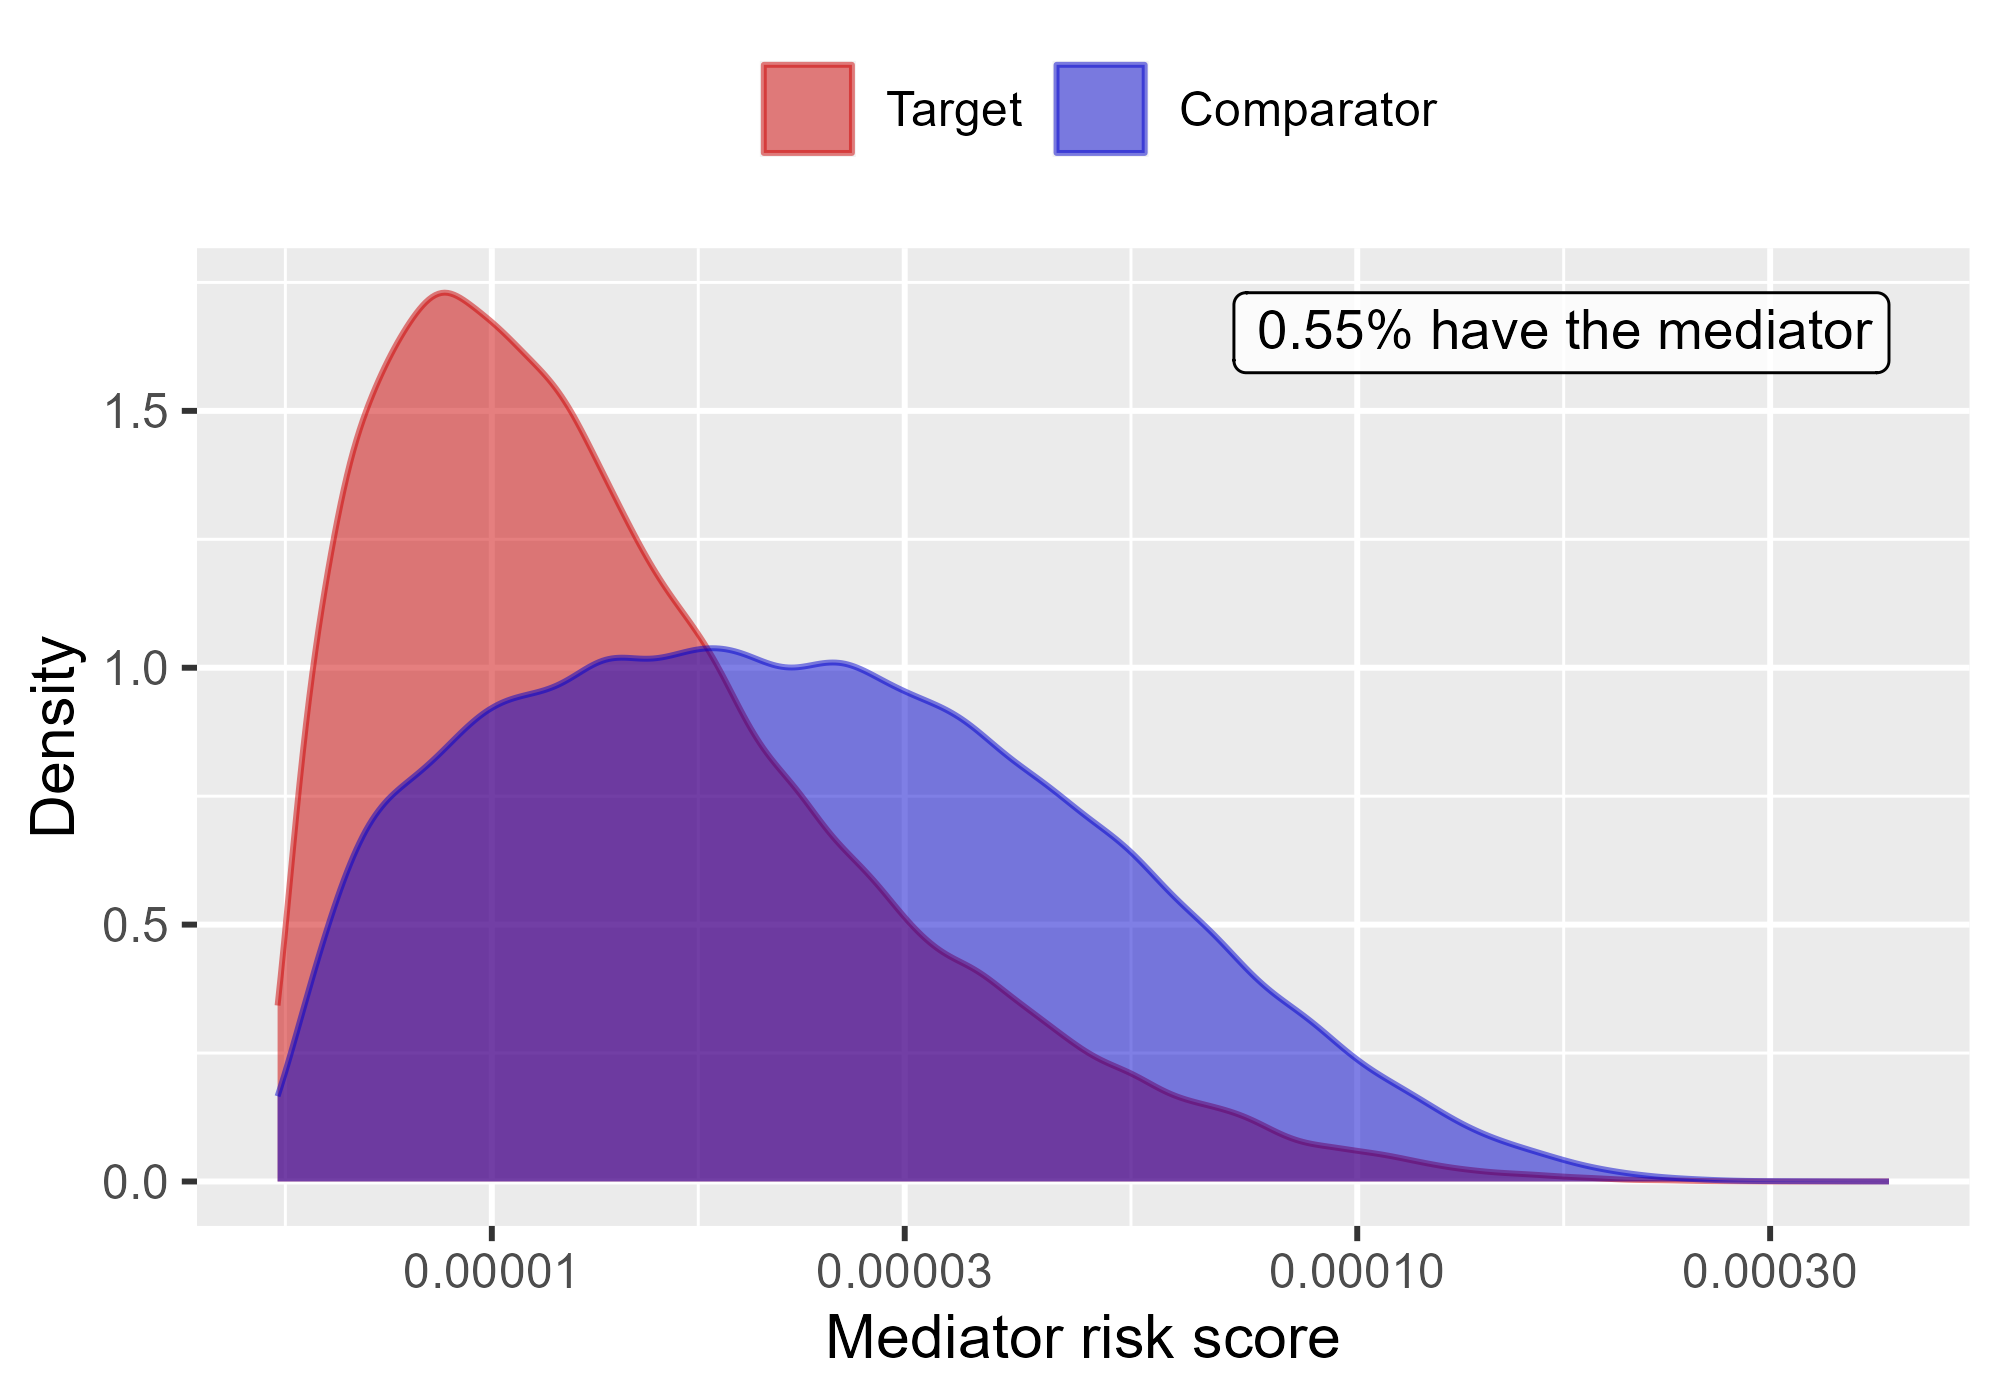 Target Comparator
0.55% have the mediator
Density
1.5
1.0
0.5
0.0
0.00001 0.00003 0.00010 0.00030
Mediator risk score